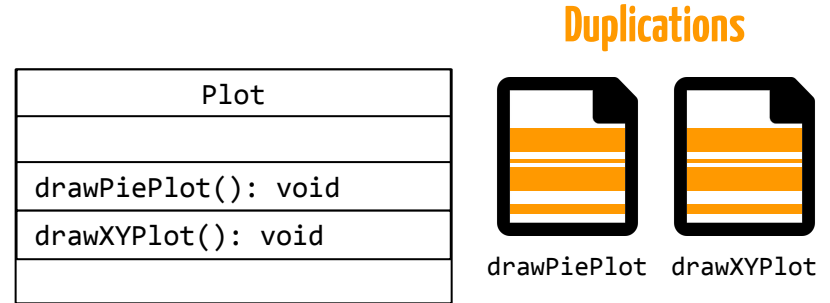 Duplications
Plot
drawPiePlot(): void
drawXYPlot(): void
drawPiePlot drawXYPlot